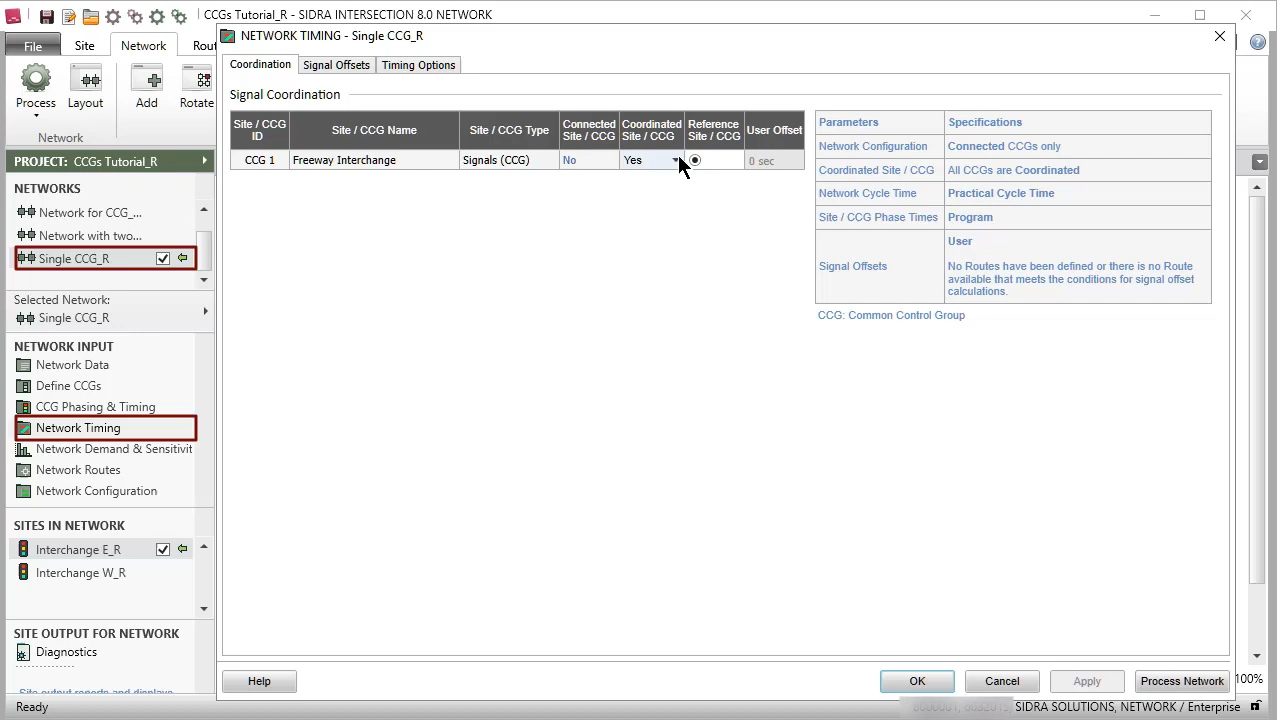 CCGs Tutorial_R - SIDRA INTERSECTION 8.0 NETWORK
File
Site
Network
Rou
NETWORK TIMING - Single CCG_R
Process
Layout
Add
Rotate
Network
Coordination
Signal Offsets
Timing Options
Signal Coordination
Site / CCG ID
Site / CCG Name
Site / CCG Type
Connected Site / CCG
Coordinated Site / CCG
Reference Site / CCG
User Offset
CCG 1
Freeway Interchange
Signals (CCG)
No
Yes
0 sec
Parameters
Specifications
Network Configuration
Connected CCGs only
Coordinated Site / CCG
All CCGs are Coordinated
Network Cycle Time
Practical Cycle Time
Site / CCG Phase Times
Program
Signal Offsets
User
No Routes have been defined or there is no Route
available that meets the conditions for signal offset
calculations.
CCG: Common Control Group
PROJECT: CCGs Tutorial_R
NETWORKS
Network for CCG_...
Network with two...
Single CCG_R
Selected Network:
Single CCG_R
NETWORK INPUT
Network Data
Define CCGs
CCG Phasing & Timing
Network Timing
Network Demand & Sensitivit
Network Routes
Network Configuration
SITES IN NETWORK
Interchange E_R
Interchange W_R
SITE OUTPUT FOR NETWORK
Diagnostics
Site output reports and displays
Help
OK
Cancel
Apply
Process Network
100%
Ready
SIDRA SOLUTIONS, NETWORK / Enterprise